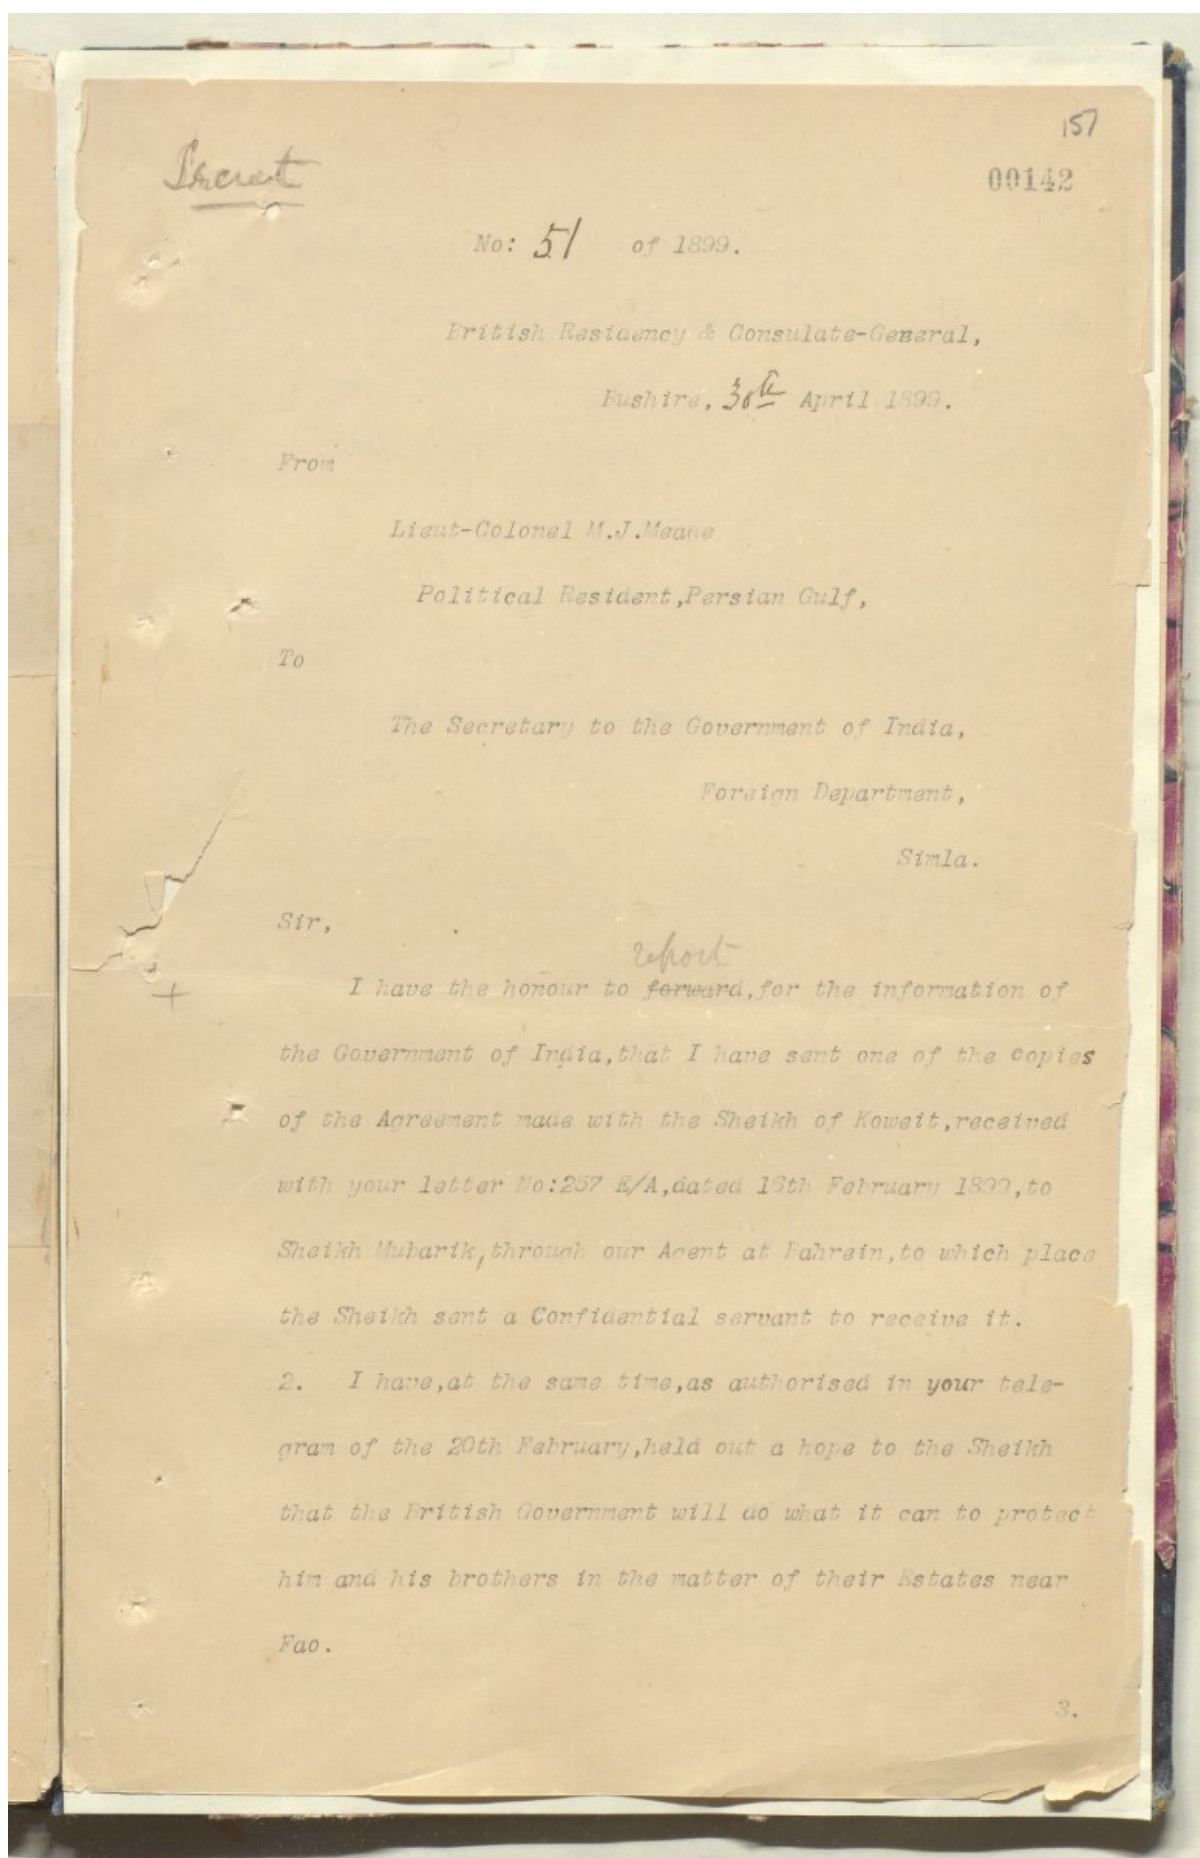 157
Secret
00142
No: 51 of 1899.
British Residency & Consulate-General,
Bushire, 30th April 1899.
From
Lieut-Colonel M.J.Meade
Political Resident,Persian Gulf,
To
The Secretary to the Government of India,
Foreign Department,
Simla.
Sir,
report
I have the honour to forward,for the information of
the Government of India,that I have sent one of the copies
of the Agreement made with the Sheikh of Koweit,received
with your letter No:257 E/A,dated 16th February 1899,to
Sheikh Mubarik,through our Agent at Bahrein,to which place
the Sheikh sent a Confidential servant to receive it.
2. I have,at the same time,as authorised in your tele-
gram of the 20th February,held out a hope to the Sheikh
that the British Government will do what it can to protect
him and his brothers in the matter of their Estates near
Fao.
3.